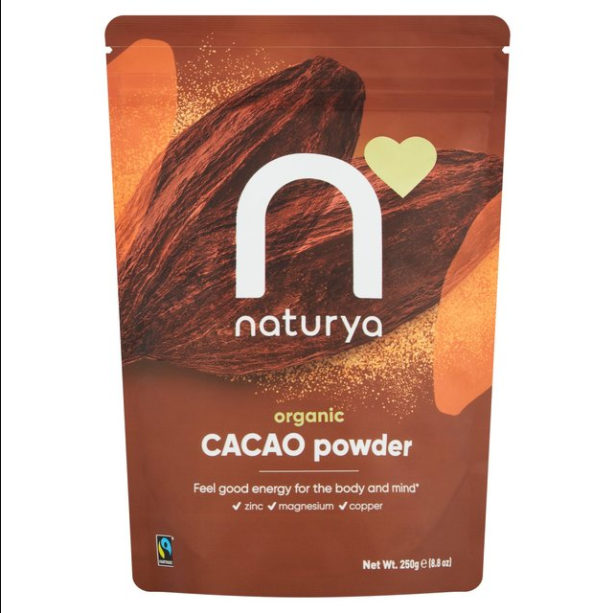 n
naturya
organic
CACAO powder
Feel good energy for the body and mind*
✓ zinc ✓ magnesium ✓ copper
Net Wt. 250g ℮ (8.8 oz)